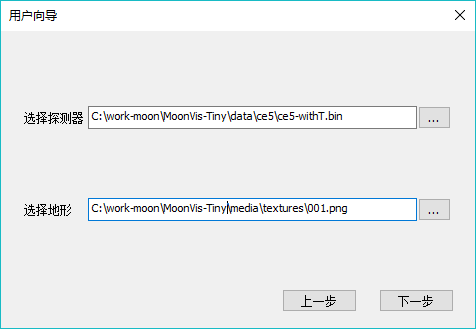 用户向导
选择探测器 C:\work-moon\MoonVis-Tiny\data\ce5\ce5-withT.bin ...
选择地形 C:\work-moon\MoonVis-Tiny\media\textures\001.png ...
上一步 下一步